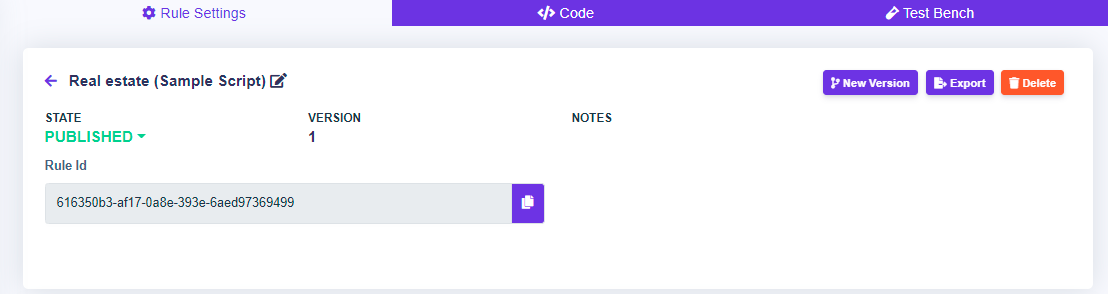 Rule Settings
Code
Test Bench
Real estate (Sample Script)
New Version
Export
Delete
STATE
VERSION
NOTES
PUBLISHED
1
Rule Id
616350b3-af17-0a8e-393e-6aed97369499